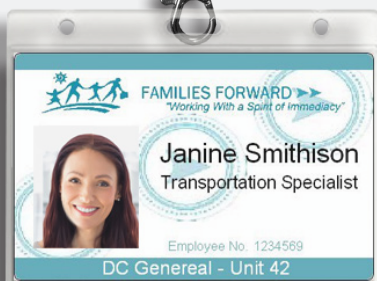 FAMILIES FORWARD
"Working With a Spirit of Immediacy"
Janine Smithison
Transportation Specialist
Employee No. 1234569
DC Genereal - Unit 42